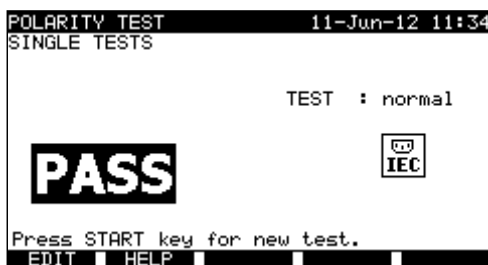 POLARITY TEST 11-Jun-12 11:34
SINGLE TESTS
TEST : normal
IEC
PASS
Press START key for new test.
EDIT HELP